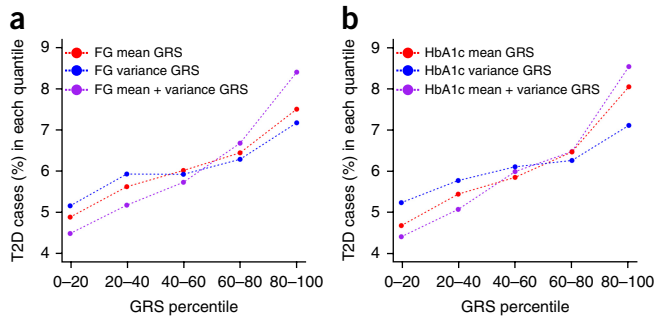 a
T2D cases (%) in each quantile
9
8
7
6
5
4
FG mean GRS
FG variance GRS
FG mean + variance GRS
0–20 20–40 40–60 60–80 80–100
GRS percentile
b
T2D cases (%) in each quantile
9
8
7
6
5
4
HbA1c mean GRS
HbA1c variance GRS
HbA1c mean + variance GRS
0–20 20–40 40–60 60–80 80–100
GRS percentile